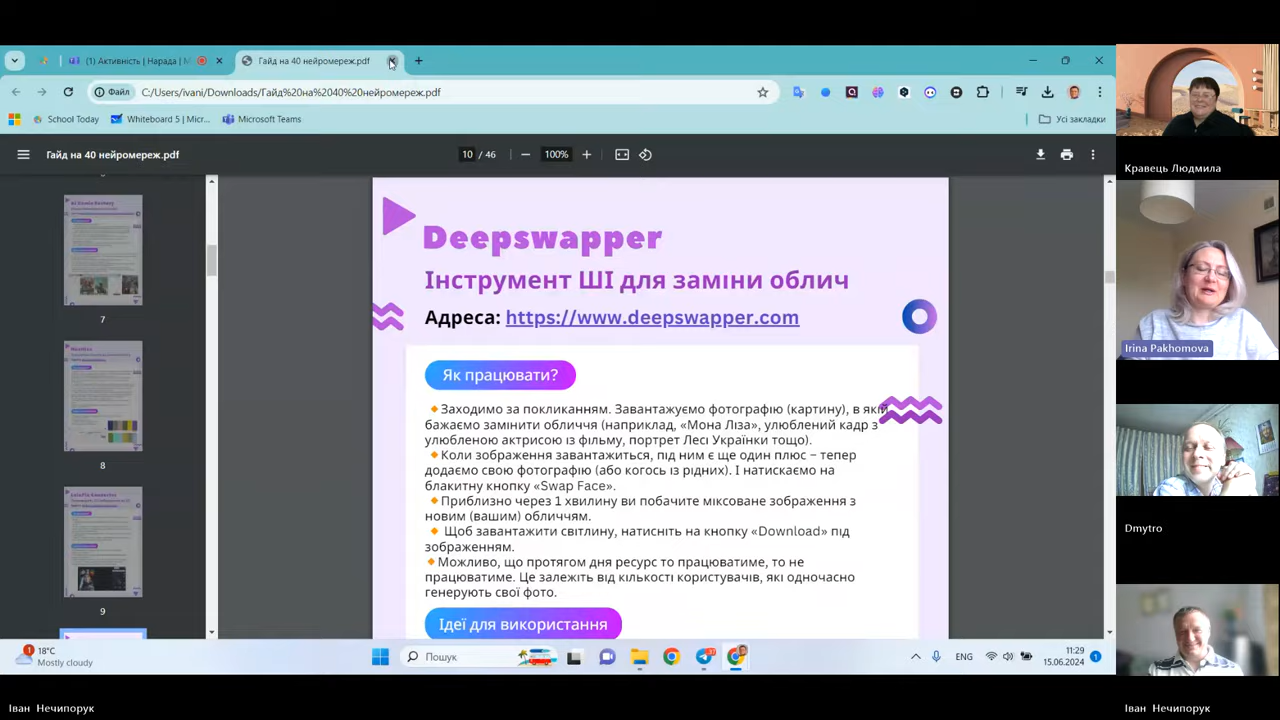 (1) Активність | Нарада | M
Гайд на 40 нейромереж.pdf
Файл
C:/Users/ivani/Downloads/Гайд%20на%2040%20нейромереж.pdf
School Today
Whiteboard 5 | Micr...
Microsoft Teams
Усі закладки
Гайд на 40 нейромереж.pdf
10 / 46
100%
7
8
9
Deepswapper
Інструмент ШІ для заміни облич
Адреса: https://www.deepswapper.com
Як працювати?
🔸Заходимо за покликанням. Завантажуємо фотографію (картину), в якій
бажаємо замінити обличчя (наприклад, «Мона Ліза», улюблений кадр з
улюбленою актрисою із фільму, портрет Лесі Українки тощо).
🔸Коли зображення завантажиться, під ним є ще один плюс – тепер
додаємо свою фотографію (або когось із рідних). І натискаємо на
блакитну кнопку «Swap Face».
🔸Приблизно через 1 хвилину ви побачите міксоване зображення з
новим (вашим) обличчям.
🔸 Щоб завантажити світлину, натисніть на кнопку «Download» під
зображенням.
🔸Можливо, що протягом дня ресурс то працюватиме, то не
працюватиме. Це залежіть від кількості користувачів, які одночасно
генерують свої фото.
Ідеї для використання
Кравець Людмила
Irina Pakhomova
Dmytro
Іван Нечипорук
1
18°C
Mostly cloudy
Пошук
ENG
11:29
15.06.2024
1
Іван Нечипорук